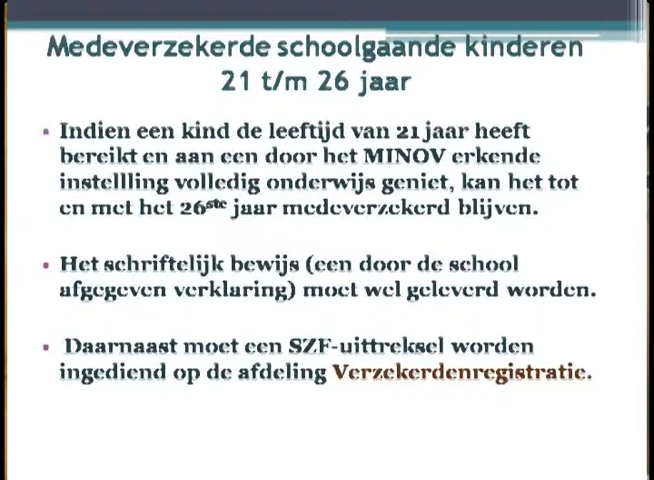 Medeverzekerde schoolgaande kinderen
21 t/m 26 jaar
• Indien een kind de leeftijd van 21 jaar heeft
bereikt en aan een door het MINOV erkende
instellling volledig onderwijs geniet, kan het tot
en met het 26ste jaar medeverzekerd blijven.
• Het schriftelijk bewijs (een door de school
afgegeven verklaring) moet wel geleverd worden.
• Daarnaast moet een SZF-uittreksel worden
ingediend op de afdeling Verzekerdenregistratie.